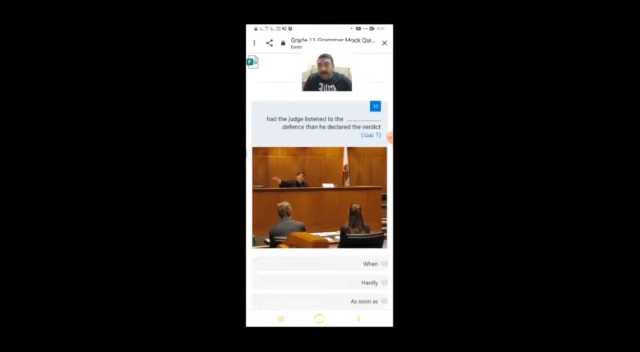 Grade 11 Grammar Mock Qui...
forms
had the judge listened to the ..............
.defence than he declared the verdict
When
Hardly
As soon as